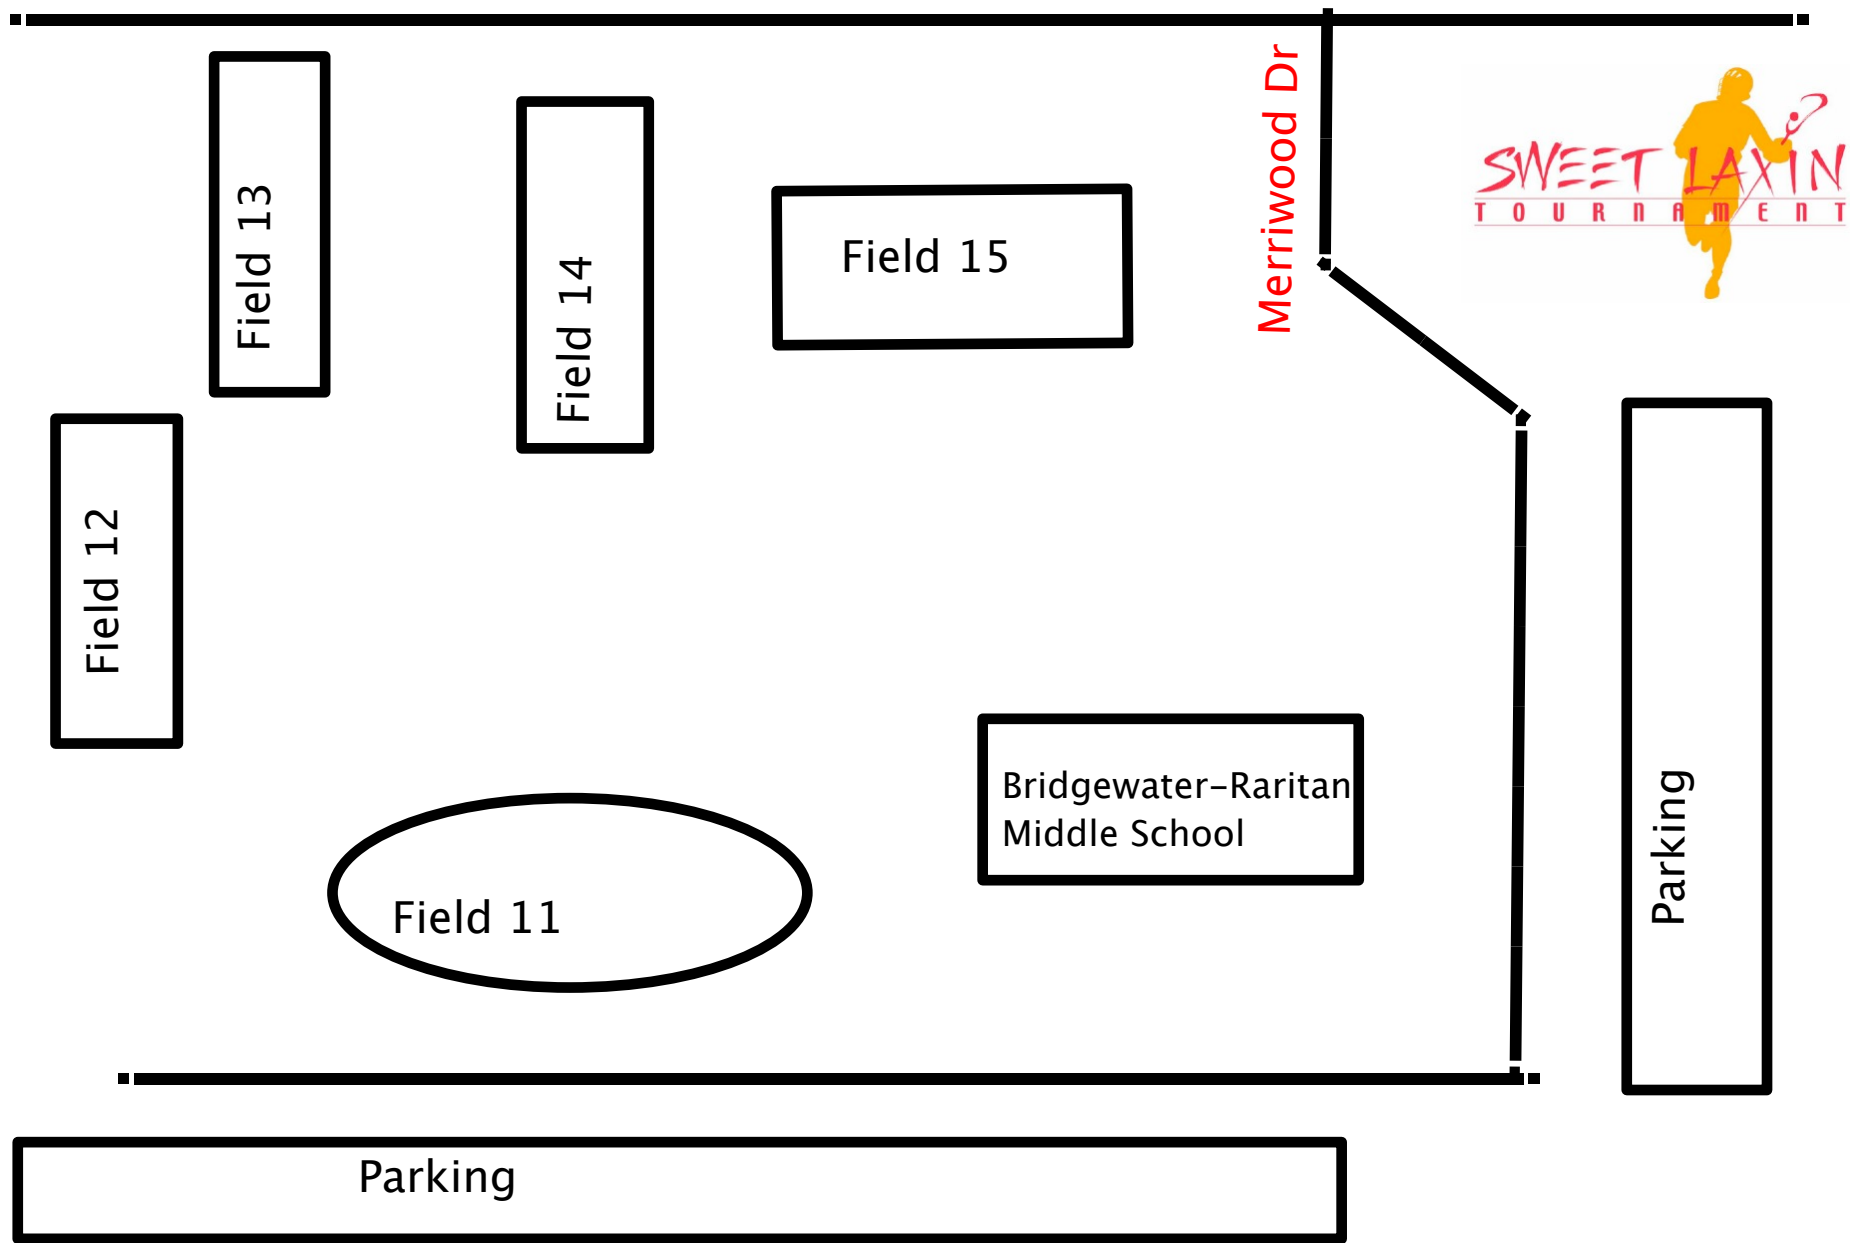 Merriwood Dr
SWEET LAXIN
TOURNAMENT
Field 13
Field 14
Field 15
Field 12
Bridgewater–Raritan
Middle School
Parking
Field 11
Parking